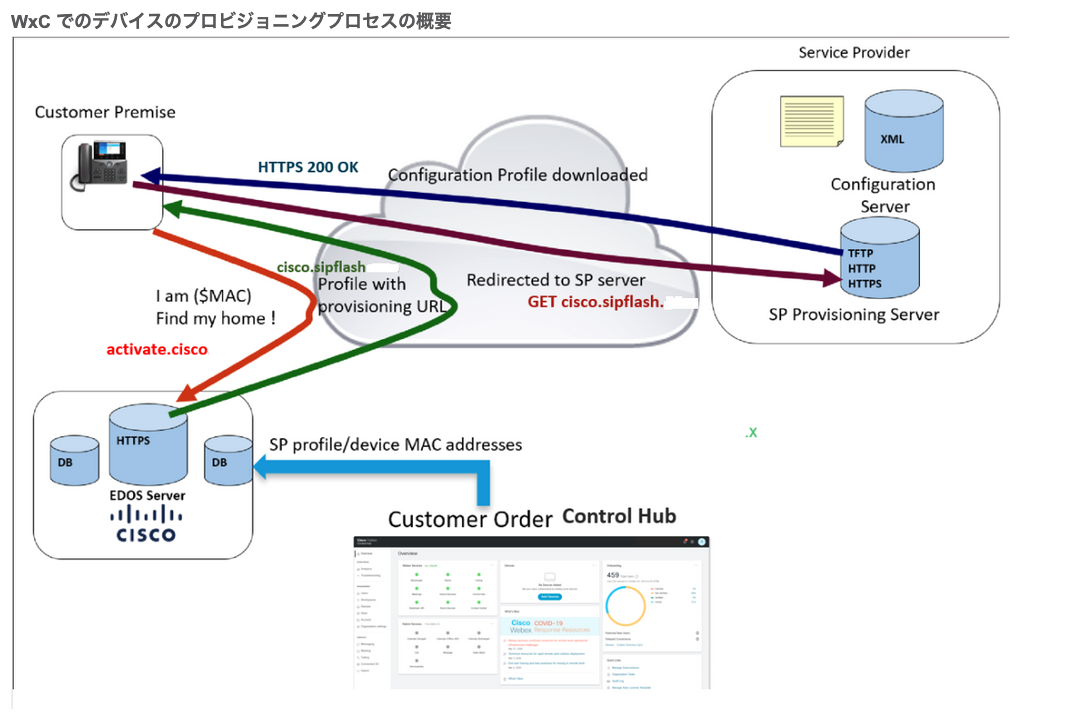 WxC でのデバイスのプロビジョニングプロセスの概要
Service Provider
Customer Premise
XML
HTTPS 200 OK
Configuration Profile downloaded
Configuration
Server
TFTP
HTTP
HTTPS
cisco.sipflash
Profile with
provisioning URL
Redirected to SP server
GET cisco.sipflash.
I am ($MAC)
Find my home !
SP Provisioning Server
activate.cisco
.X
HTTPS
DB
DB
SP profile/device MAC addresses
EDOS Server
CISCO
Customer Order Control Hub
Overview
459
Cisco
Webex
COVID-19
Response Resources